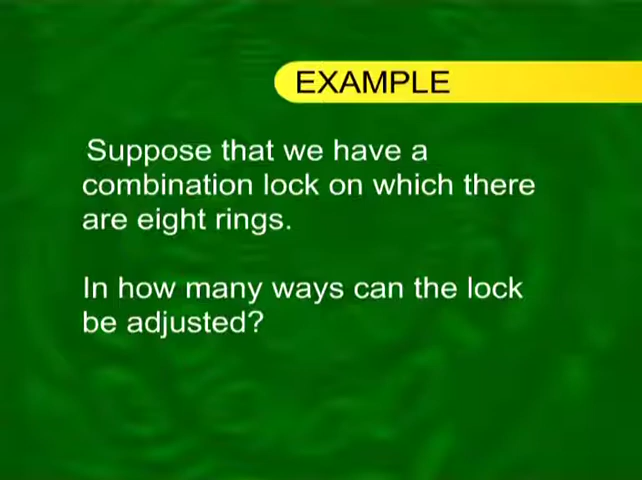 EXAMPLE
Suppose that we have a
combination lock on which there
are eight rings.
In how many ways can the lock
be adjusted?